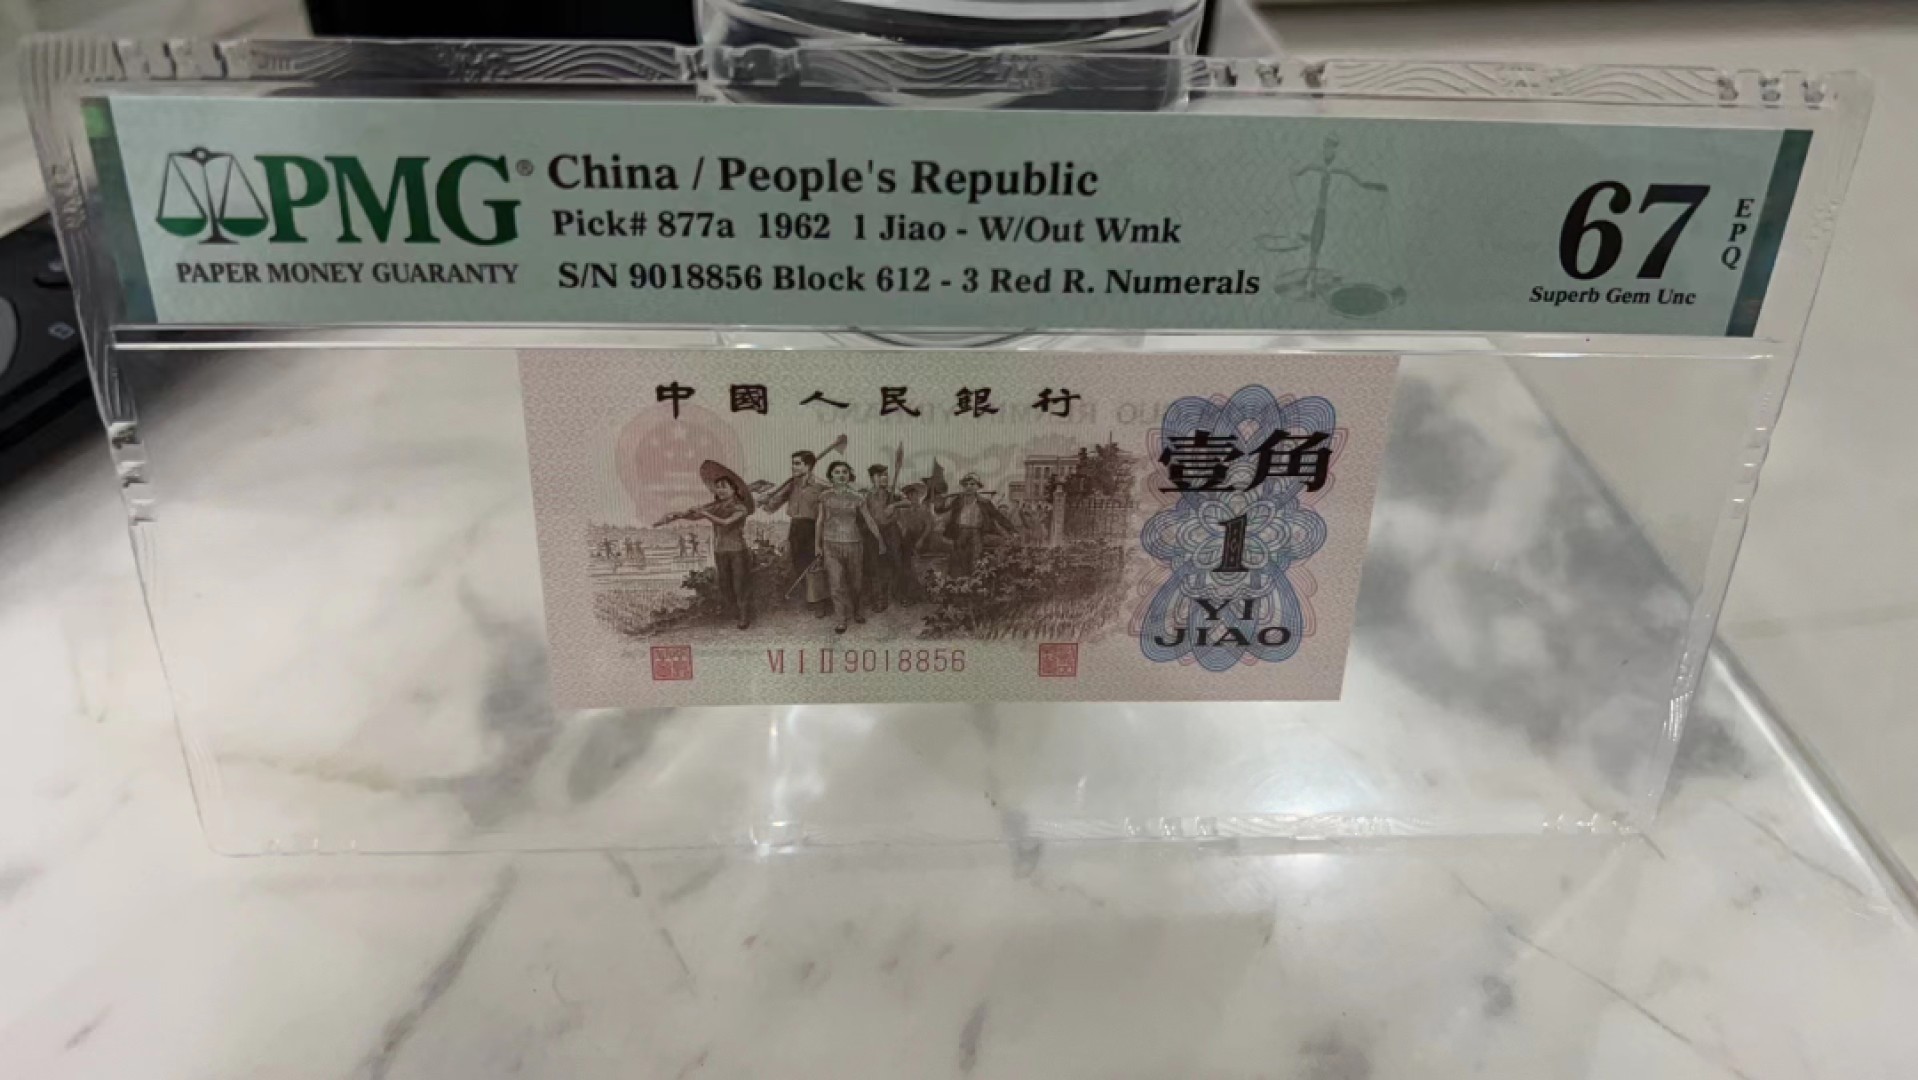 PMG® China / People's Republic
Pick# 877a 1962 1 Jiao - W/Out Wmk
PAPER MONEY GUARANTY S/N 9018856 Block 612 - 3 Red R. Numerals
67 EPQ
Superb Gem Unc
中國人民銀行
壹角
1
YI
JIAO
VI I II 9018856